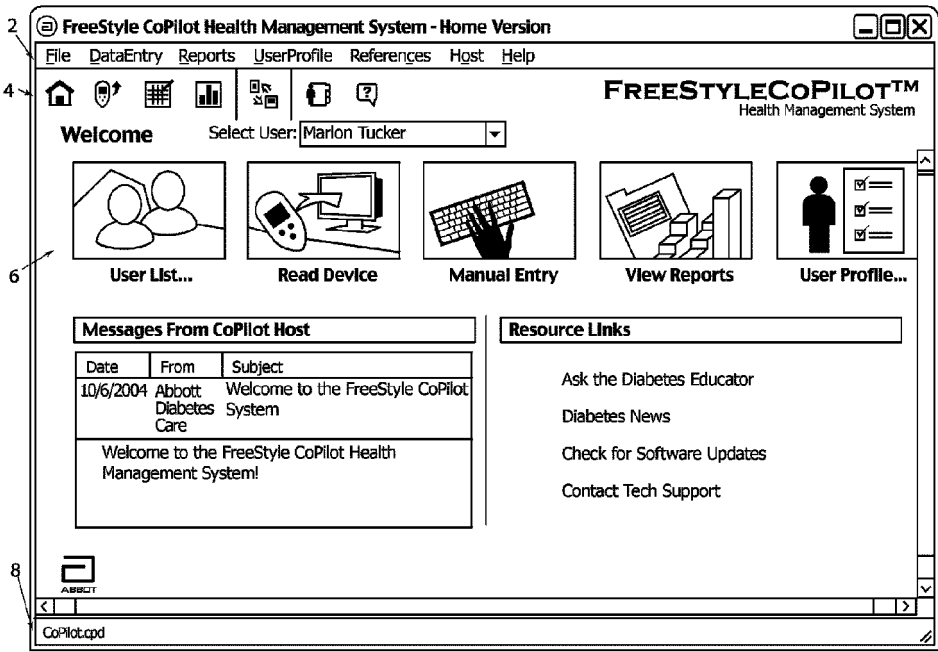 FreeStyle CoPilot Health Management System - Home Version
2
File DataEntry Reports UserProfile References Host Help
4
FREESTYLECOPILOT™
Health Management System
Welcome
Select User: Marlon Tucker
6
User List...
Read Device
Manual Entry
View Reports
User Profile...
Messages From CoPilot Host
Date From Subject
10/6/2004 Abbott Welcome to the FreeStyle CoPilot
Diabetes System
Care
Welcome to the FreeStyle CoPilot Health
Management System!
Resource Links
Ask the Diabetes Educator
Diabetes News
Check for Software Updates
Contact Tech Support
ABBOT
8
CoPilot.cpd